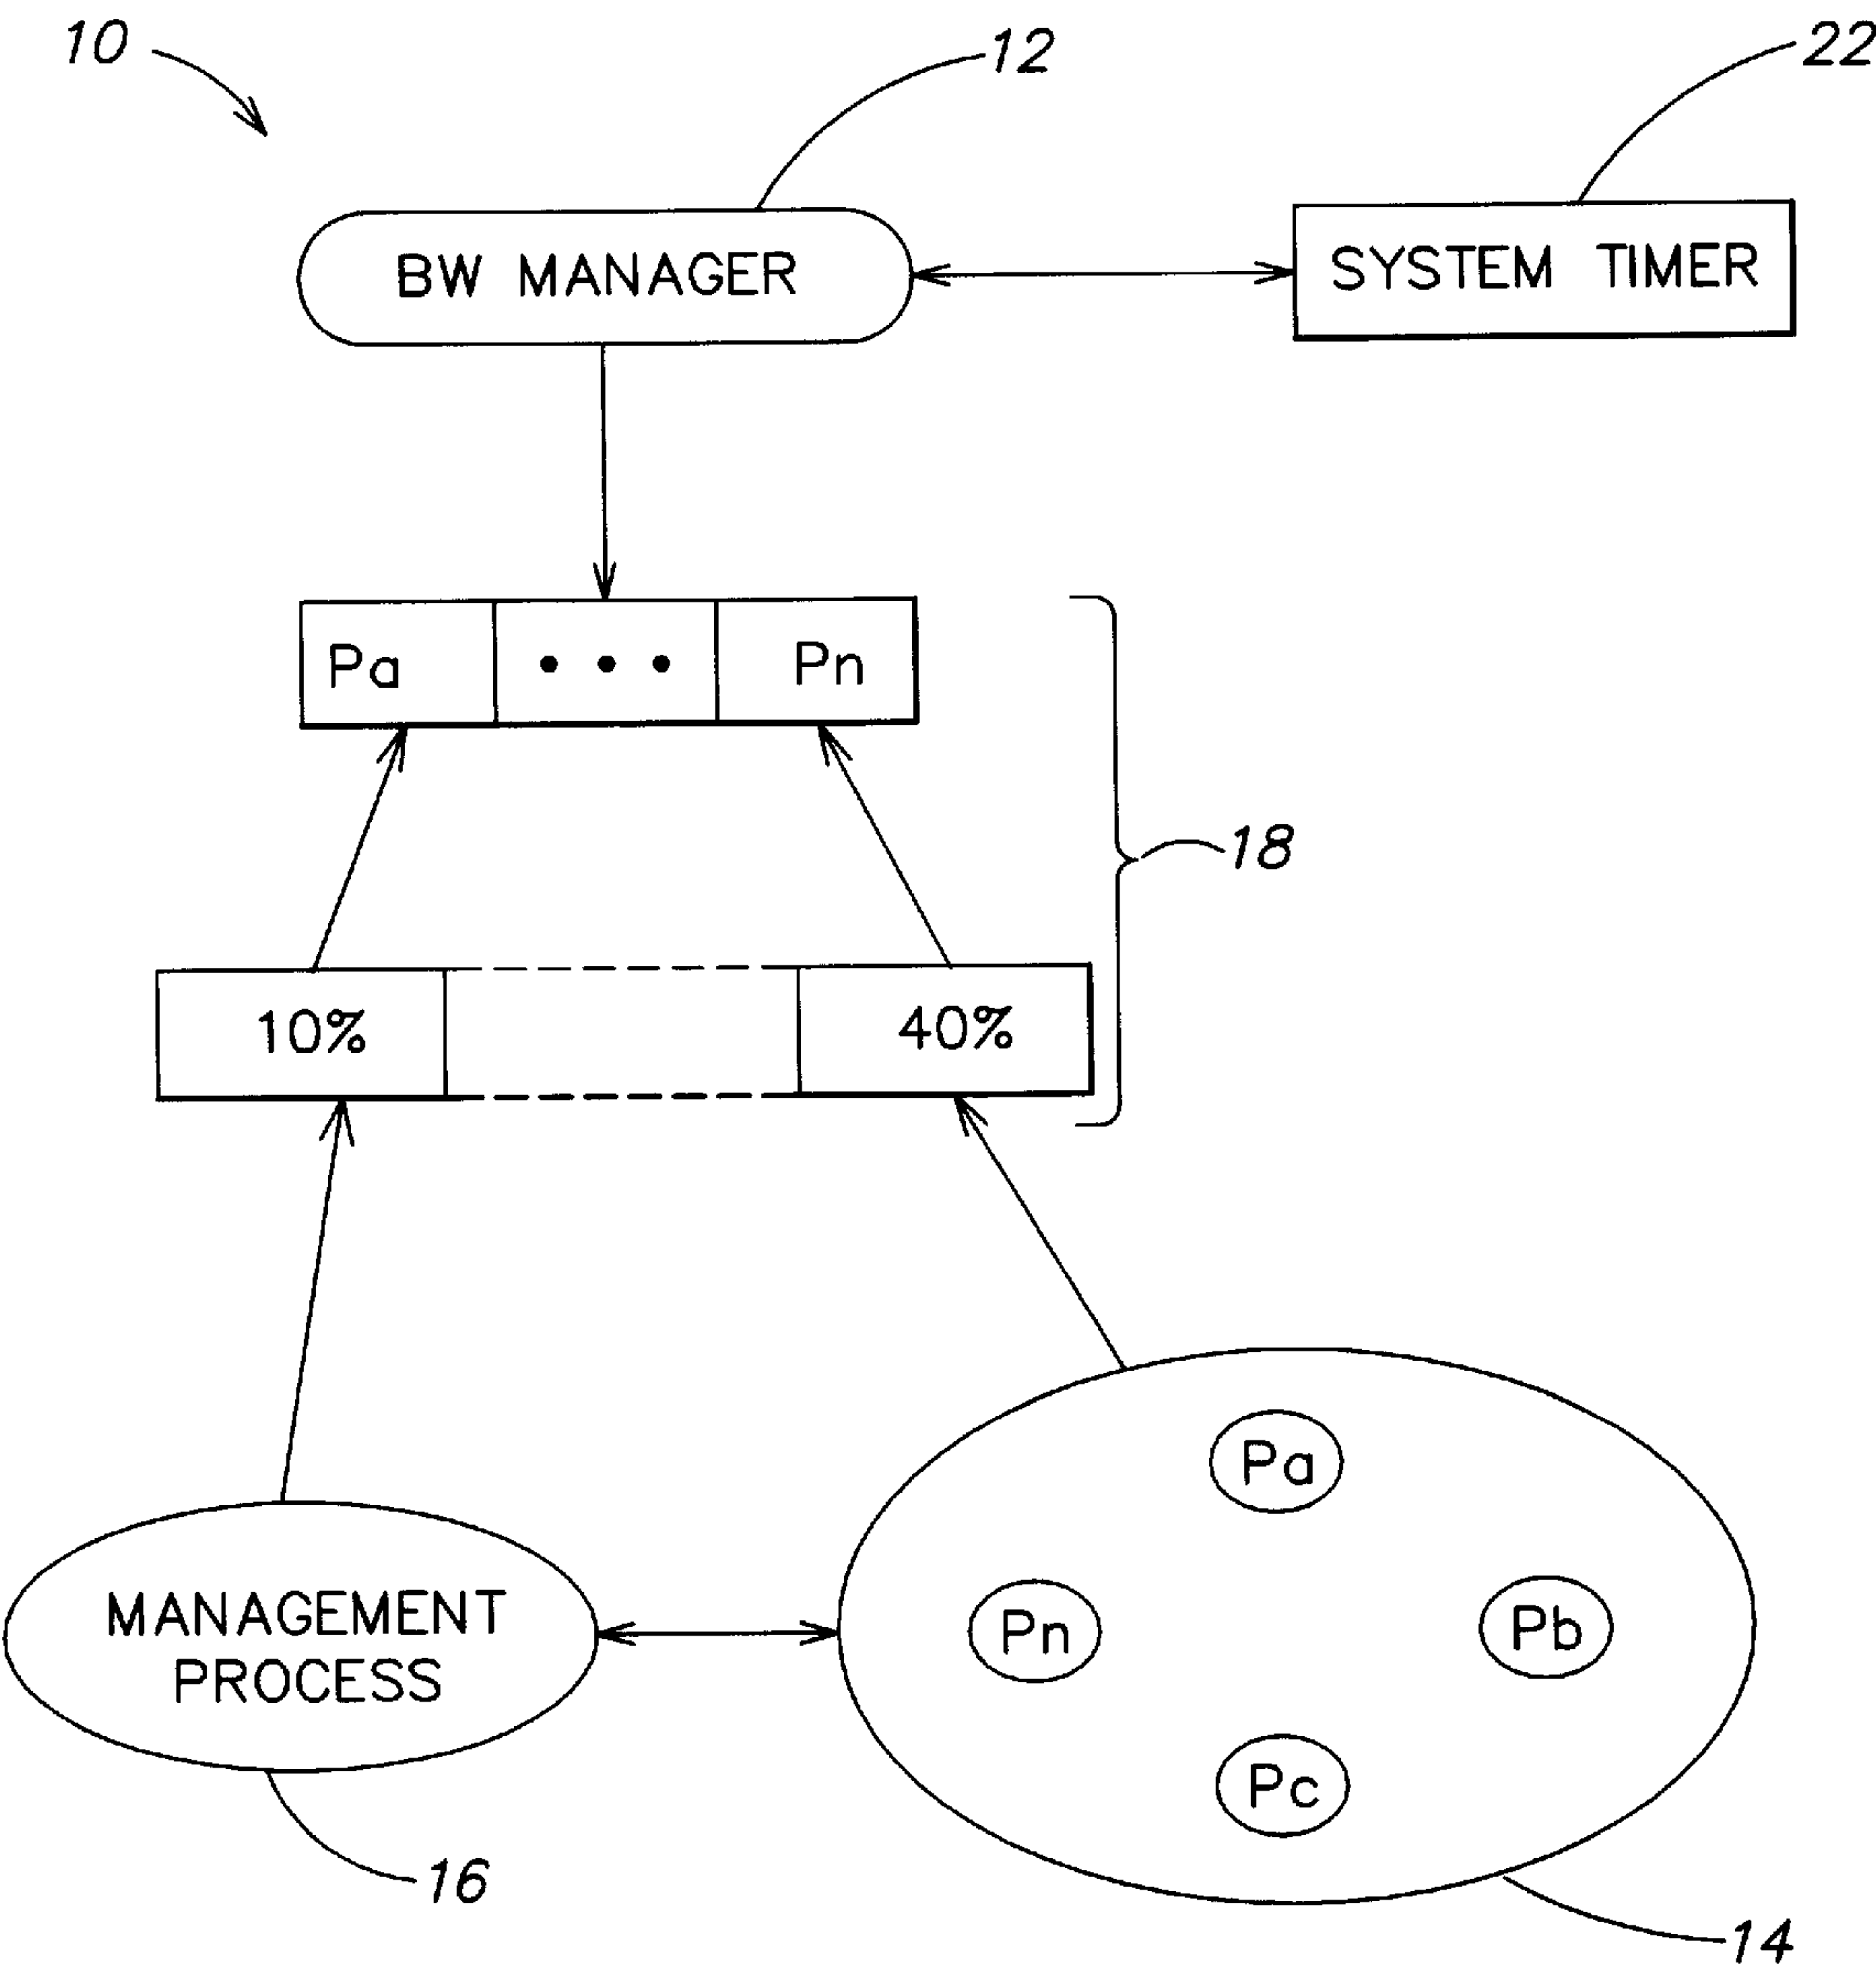 10
12
22
BW MANAGER
SYSTEM TIMER
Pa
• • •
Pn
18
10%
40%
Pa
MANAGEMENT
PROCESS
Pn
Pb
Pc
16
14